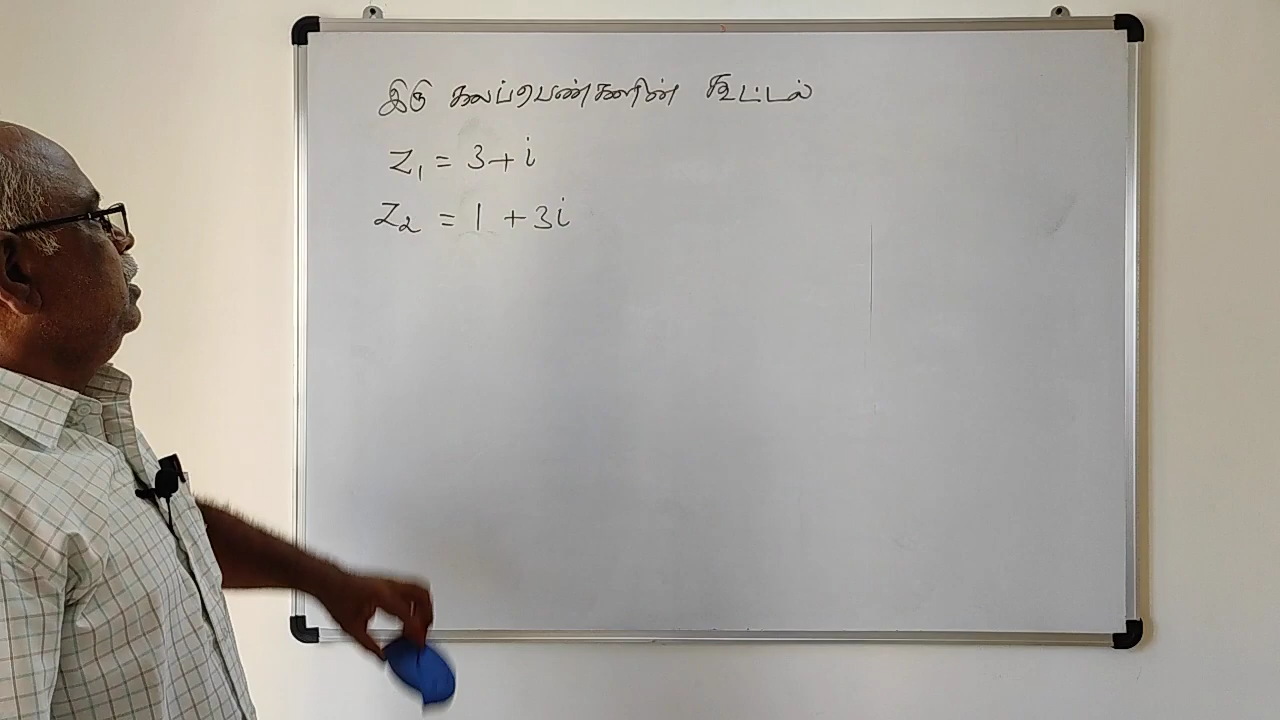 இரு கலப்பெண்களின் கூட்டல்
Z₁ = 3 + i
Z₂ = 1 + 3i